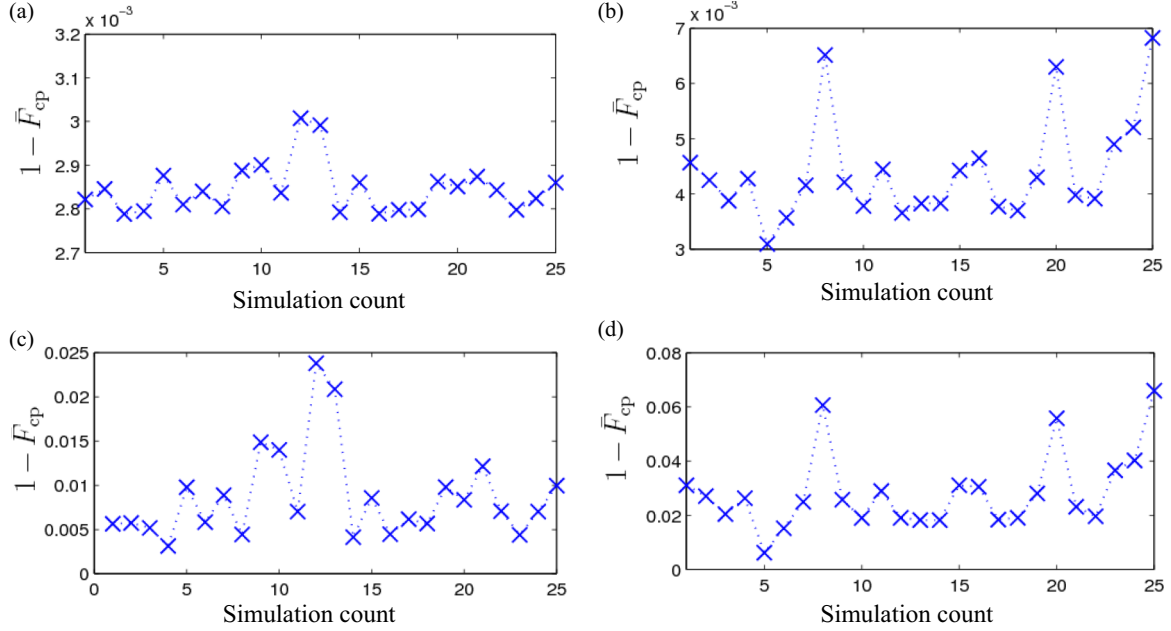 (a)
x 10⁻³
3.2
3.1
3
2.9
2.8
2.7
1 − F̄cp
5 10 15 20 25
Simulation count
(b)
x 10⁻³
7
6
5
4
3
1 − F̄cp
5 10 15 20 25
Simulation count
(c)
0.025
0.02
0.015
0.01
0.005
0
1 − F̄cp
0 5 10 15 20 25
Simulation count
(d)
0.08
0.06
0.04
0.02
0
1 − F̄cp
5 10 15 20 25
Simulation count